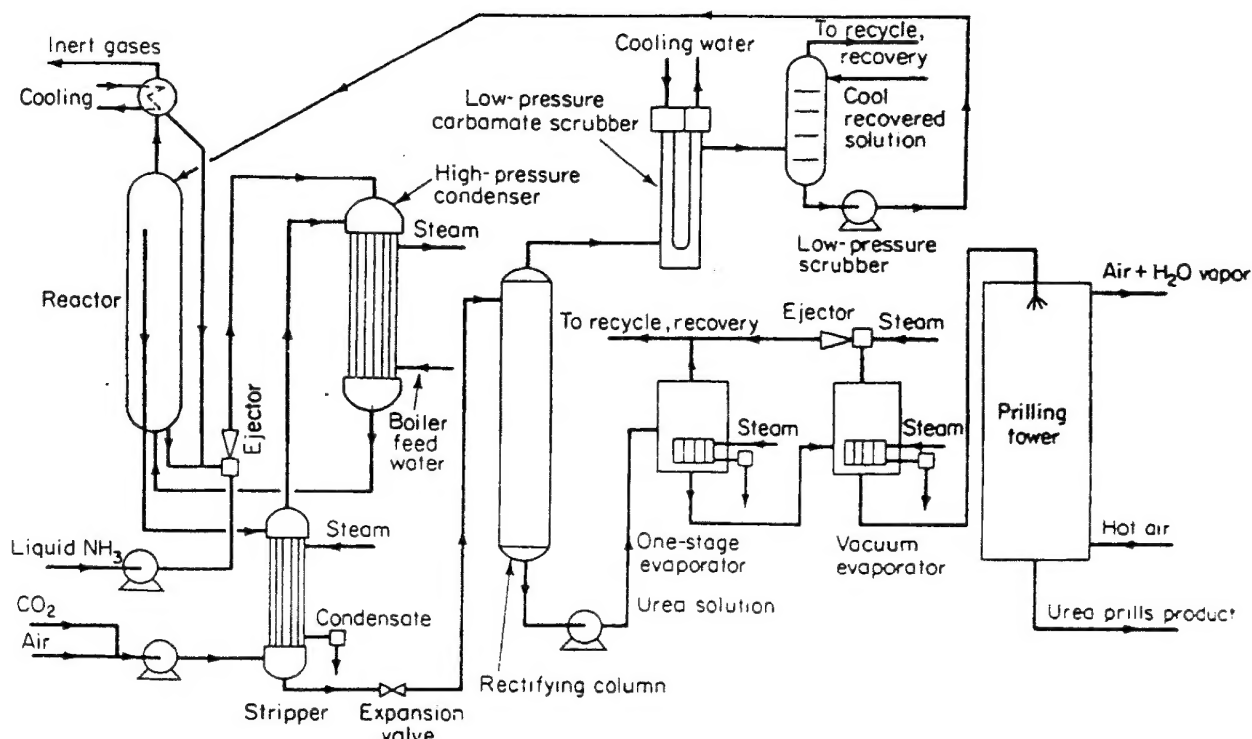 Inert gases
Cooling
Reactor
Liquid NH3
CO2
Air
Ejector
High-pressure
condenser
Steam
Boiler
feed
water
Steam
Condensate
Stripper
Expansion
valve
Cooling water
Low-pressure
carbamate scrubber
To recycle,
recovery
Cool
recovered
solution
Low-pressure
scrubber
Rectifying column
Urea solution
To recycle, recovery
Ejector
Steam
Steam
One-stage
evaporator
Steam
Vacuum
evaporator
Prilling
tower
Air + H2O vapor
Hot air
Urea prills product